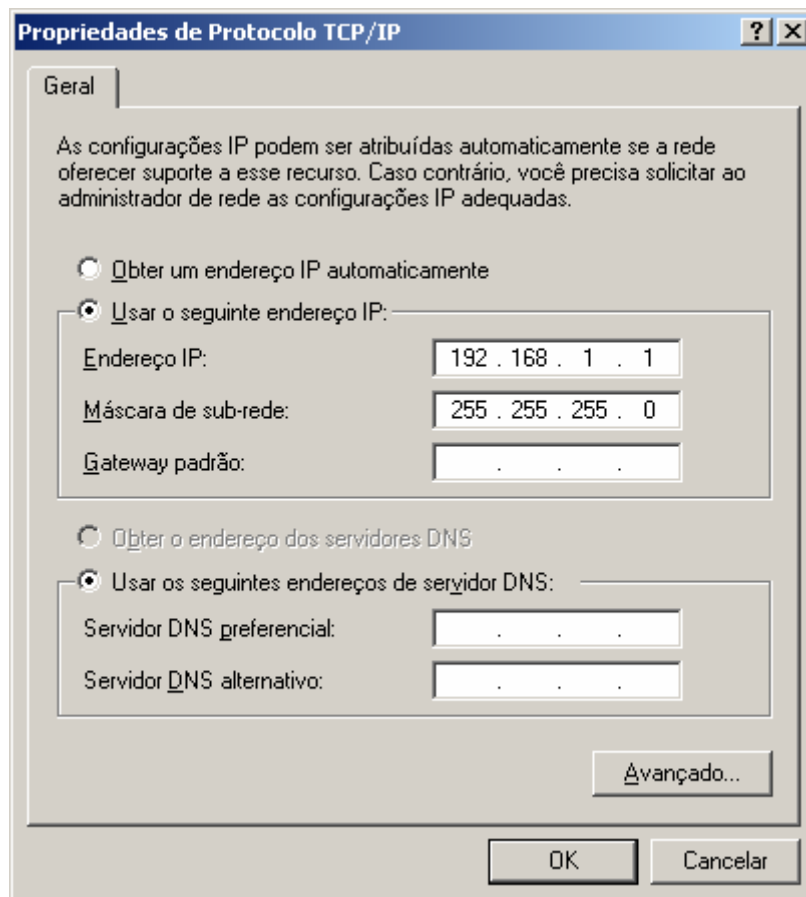 Propriedades de Protocolo TCP/IP
Geral
As configurações IP podem ser atribuídas automaticamente se a rede
oferecer suporte a esse recurso. Caso contrário, você precisa solicitar ao
administrador de rede as configurações IP adequadas.
Obter um endereço IP automaticamente
Usar o seguinte endereço IP:
Endereço IP: 192 . 168 . 1 . 1
Máscara de sub-rede: 255 . 255 . 255 . 0
Gateway padrão: . . .
Obter o endereço dos servidores DNS
Usar os seguintes endereços de servidor DNS:
Servidor DNS preferencial: . . .
Servidor DNS alternativo: . . .
Avançado...
OK Cancelar